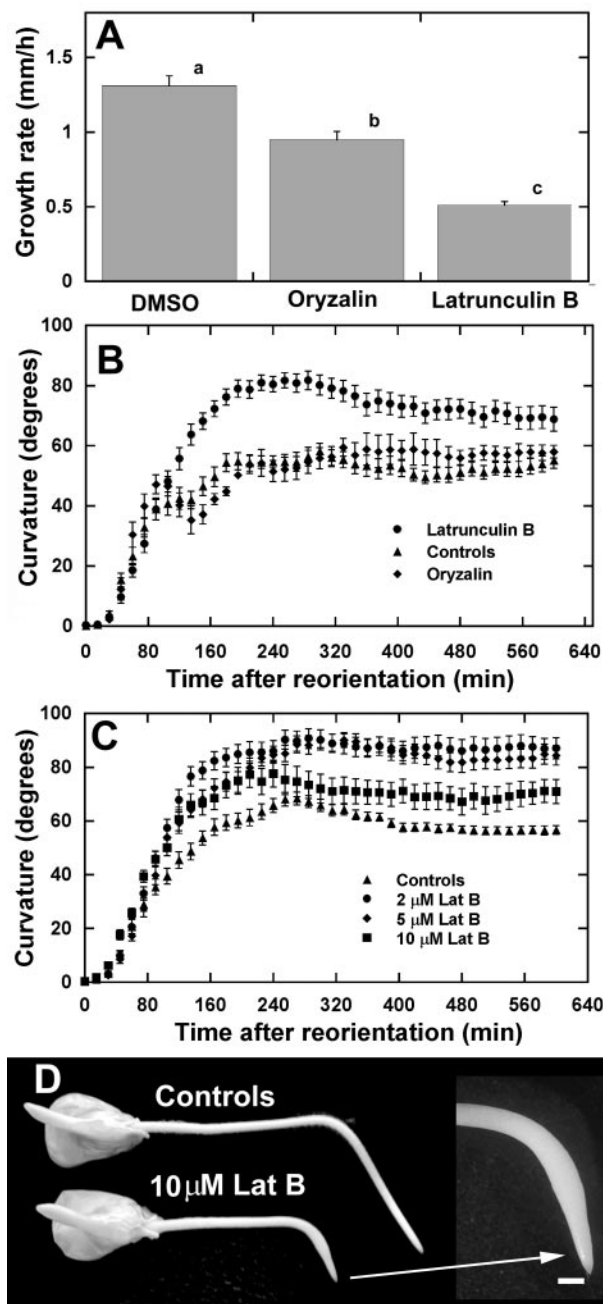 A
Growth rate (mm/h)
1.5
1
0.5
0
a
b
c
DMSO
Oryzalin
Latrunculin B
B
Curvature (degrees)
100
80
60
40
20
0
Latrunculin B
Controls
Oryzalin
0 80 160 240 320 400 480 560 640
Time after reorientation (min)
C
Curvature (degrees)
100
80
60
40
20
0
Controls
2 μM Lat B
5 μM Lat B
10 μM Lat B
0 80 160 240 320 400 480 560 640
Time after reorientation (min)
D
Controls
10 μM Lat B